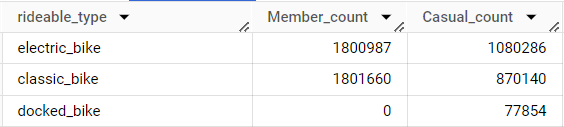 rideable_type Member_count Casual_count
electric_bike 1800987 1080286
classic_bike 1801660 870140
docked_bike 0 77854